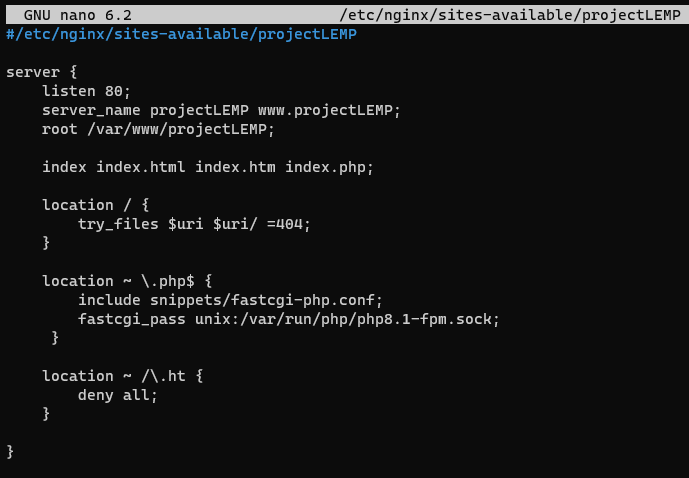 GNU nano 6.2 /etc/nginx/sites-available/projectLEMP
#/etc/nginx/sites-available/projectLEMP
server {
listen 80;
server_name projectLEMP www.projectLEMP;
root /var/www/projectLEMP;
index index.html index.htm index.php;
location / {
try_files $uri $uri/ =404;
}
location ~ \.php$ {
include snippets/fastcgi-php.conf;
fastcgi_pass unix:/var/run/php/php8.1-fpm.sock;
}
location ~ /\.ht {
deny all;
}
}